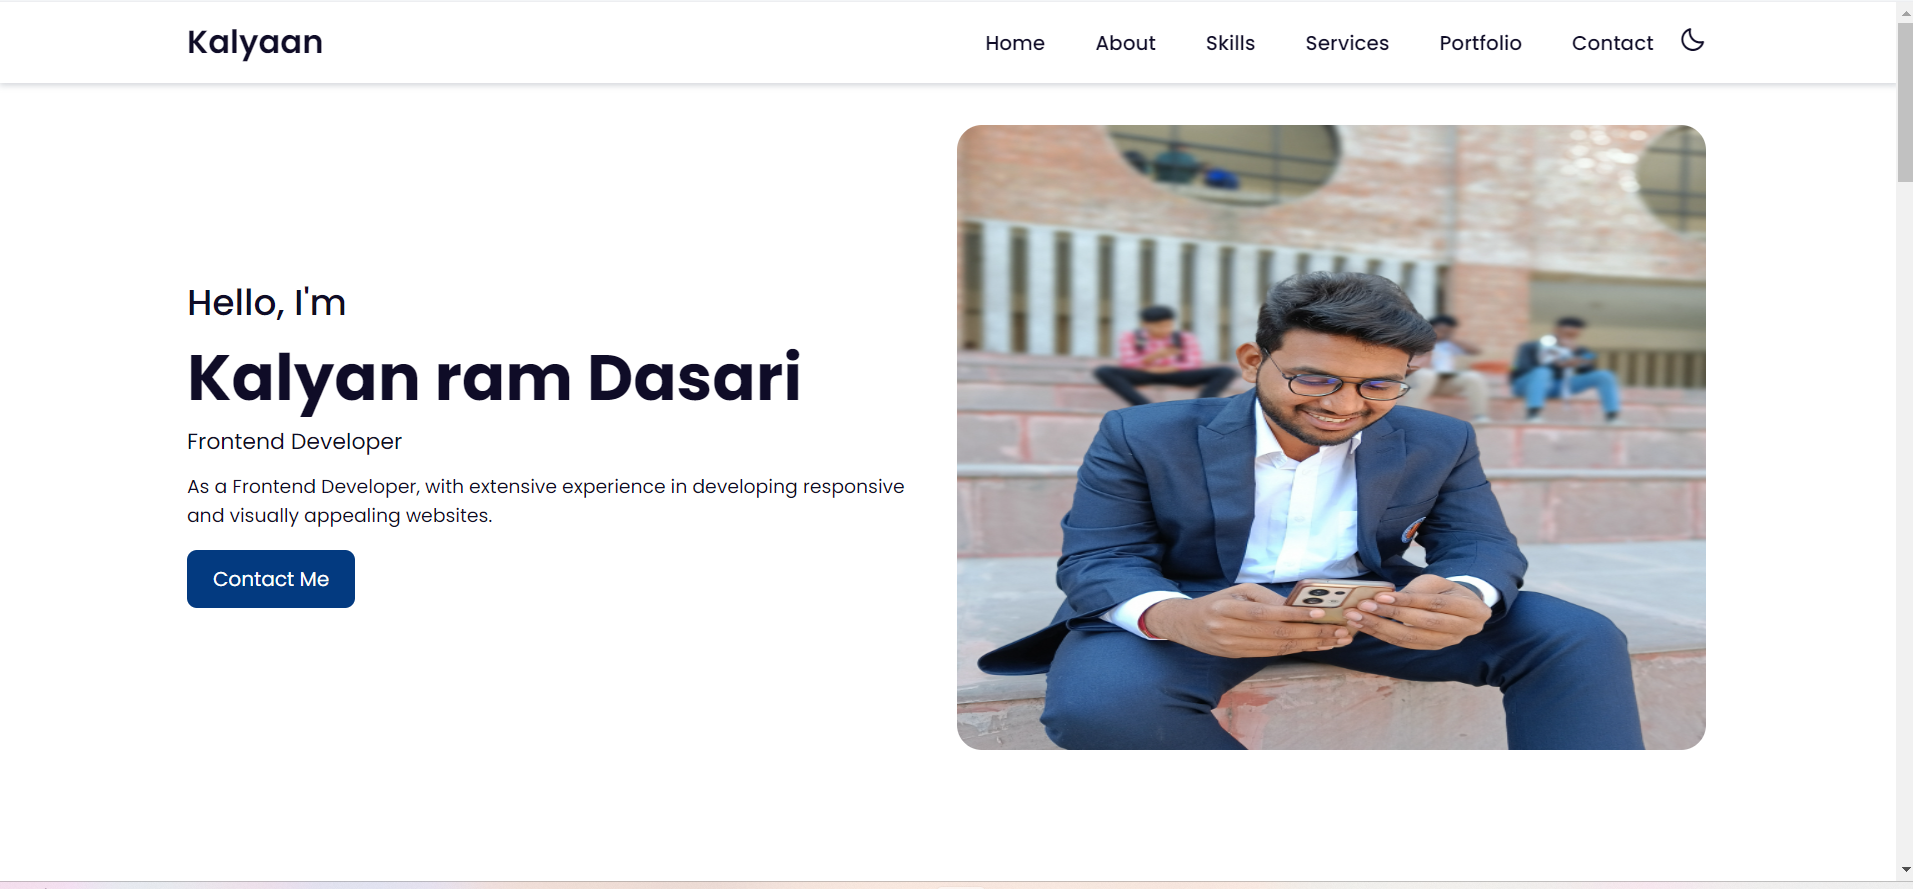 Kalyaan
Home About Skills Services Portfolio Contact
Hello, I'm
Kalyan ram Dasari
Frontend Developer
As a Frontend Developer, with extensive experience in developing responsive
and visually appealing websites.
Contact Me